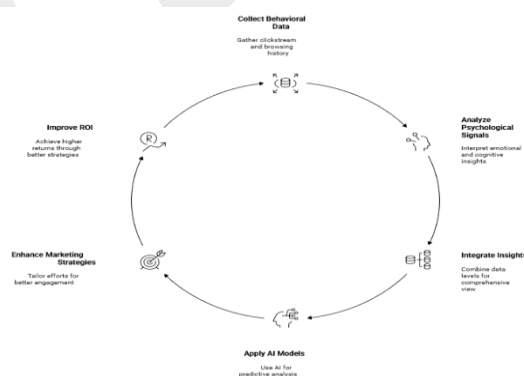 Collect Behavioral
Data
Gather clickstream
and browsing
history
Analyze
Psychological
Signals
Interpret emotional
and cognitive
insights
Integrate Insight
Combine data
levels for
comprehensive
view
Apply AI Models
Use AI for
predictive analysis
Enhance Marketing
Strategies
Tailor efforts for
better engagement
Improve ROI
Achieve higher
returns through
better strategies
R